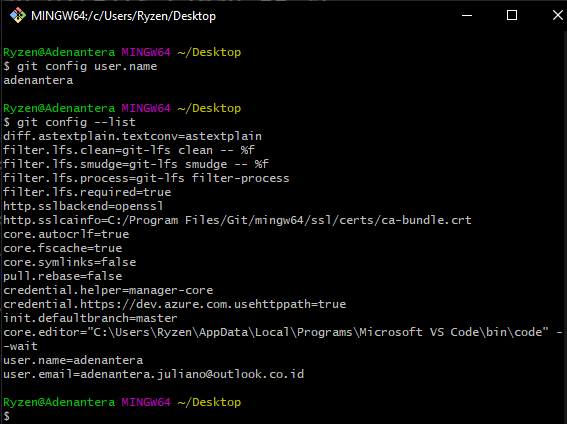 MINGW64:/c/Users/Ryzen/Desktop
Ryzen@Adenantera MINGW64 ~/Desktop
$ git config user.name
adenantera
Ryzen@Adenantera MINGW64 ~/Desktop
$ git config --list
diff.astextplain.textconv=astextplain
filter.lfs.clean=git-lfs clean -- %f
filter.lfs.smudge=git-lfs smudge -- %f
filter.lfs.process=git-lfs filter-process
filter.lfs.required=true
http.sslbackend=openssl
http.sslcainfo=C:/Program Files/Git/mingw64/ssl/certs/ca-bundle.crt
core.autocrlf=true
core.fscache=true
core.symlinks=false
pull.rebase=false
credential.helper=manager-core
credential.https://dev.azure.com.usehttppath=true
init.defaultbranch=master
core.editor="C:\Users\Ryzen\AppData\Local\Programs\Microsoft VS Code\bin\code" -
-wait
user.name=adenantera
user.email=adenantera.juliano@outlook.co.id
Ryzen@Adenantera MINGW64 ~/Desktop
$